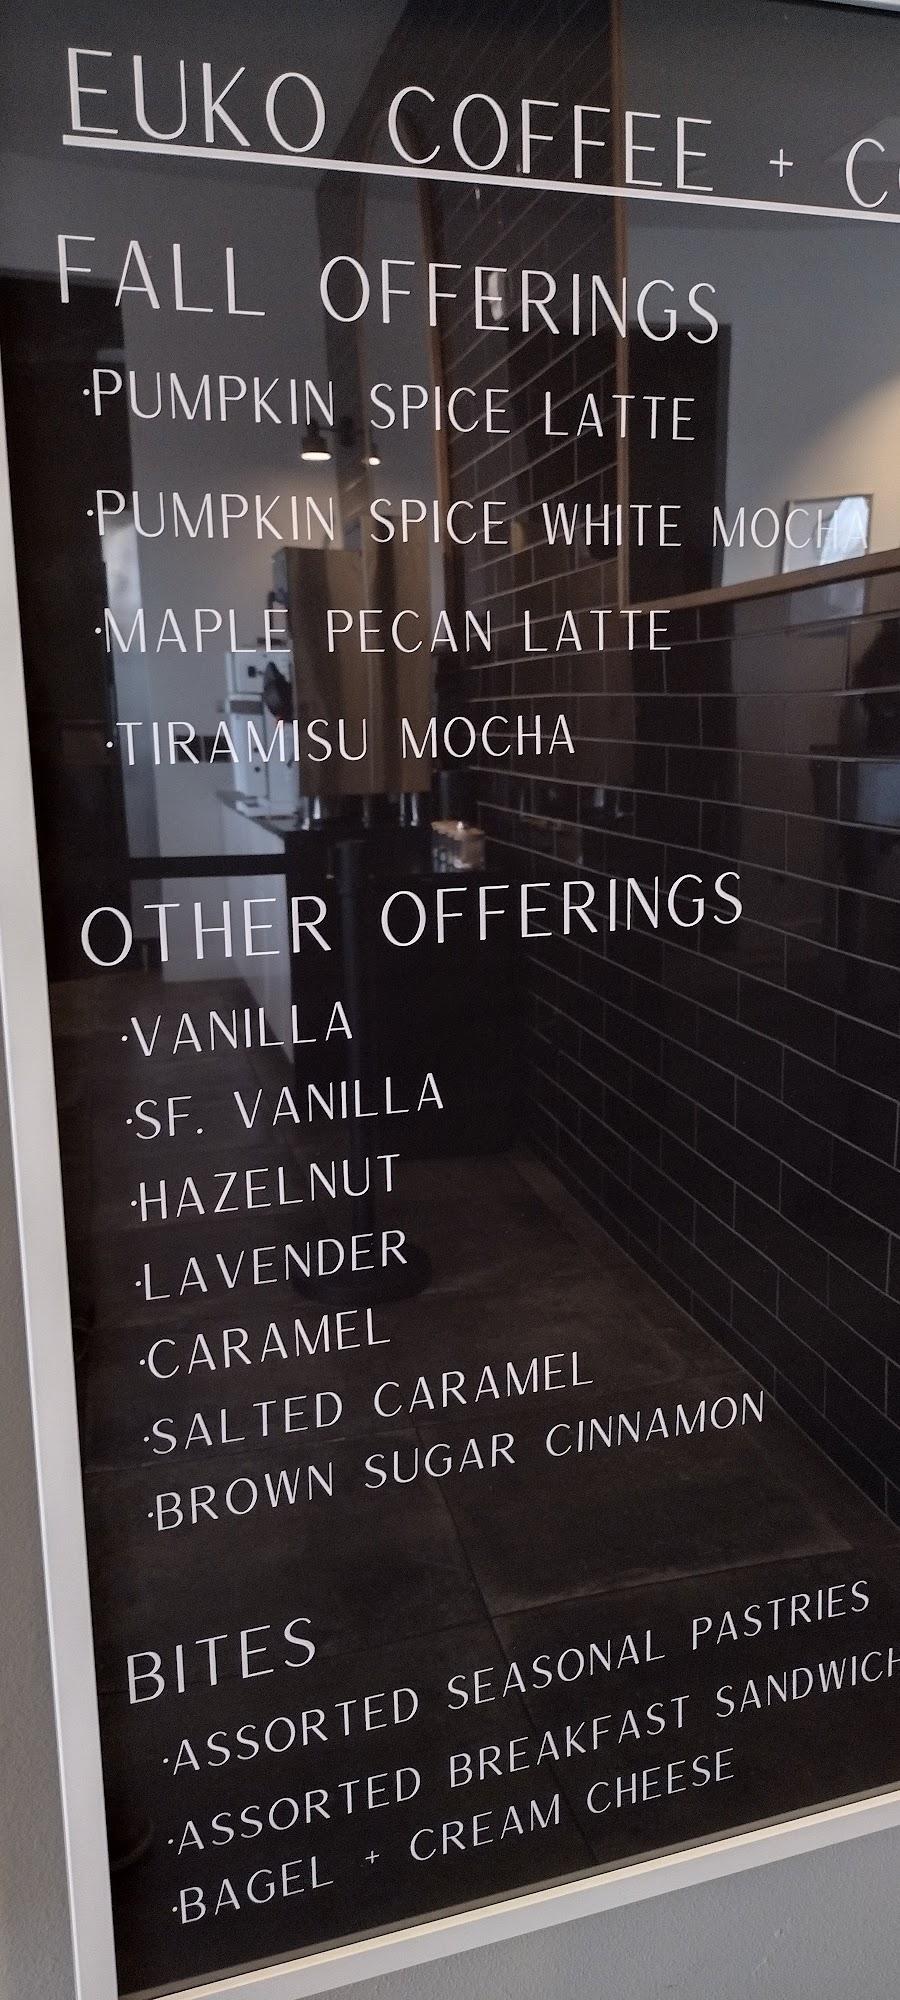 EUKO COFFEE + CO
FALL OFFERINGS
·PUMPKIN SPICE LATTE
·PUMPKIN SPICE WHITE MOCHA
·MAPLE PECAN LATTE
·TIRAMISU MOCHA
OTHER OFFERINGS
·VANILLA
·SF. VANILLA
·HAZELNUT
·LAVENDER
·CARAMEL
·SALTED CARAMEL
·BROWN SUGAR CINNAMON
BITES
·ASSORTED SEASONAL PASTRIES
·ASSORTED BREAKFAST SANDWICH
·BAGEL + CREAM CHEESE